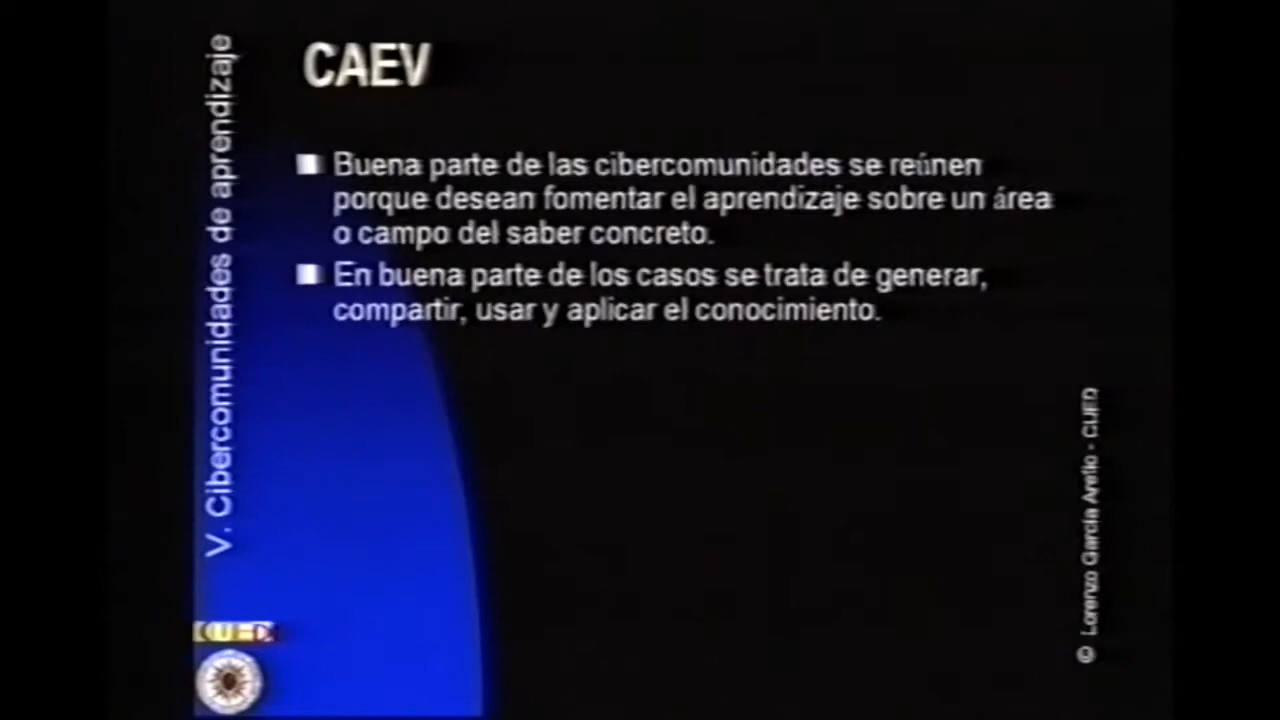 CAEV
Buena parte de las cibercomunidades se reúnen
porque desean fomentar el aprendizaje sobre un área
o campo del saber concreto.
En buena parte de los casos se trata de generar,
compartir, usar y aplicar el conocimiento.
V. Cibercomunidades de aprendizaje
© Lorenzo García Aretio - CUED
CUED